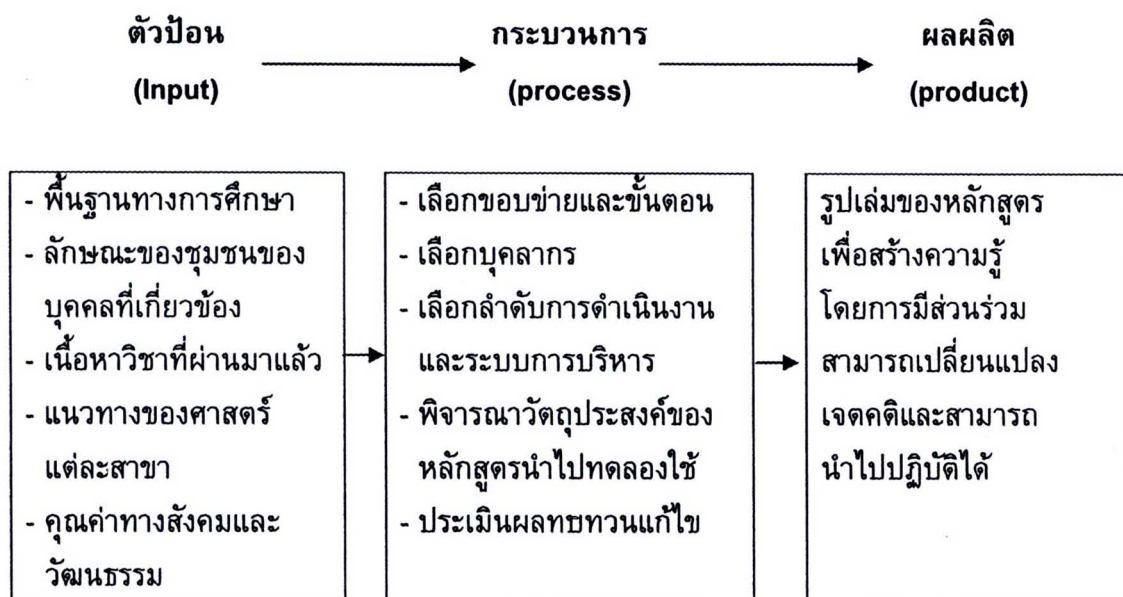 ตัวป้อน
(Input)
กระบวนการ
(process)
ผลผลิต
(product)
- พื้นฐานทางการศึกษา
- ลักษณะของชุมชนของ
บุคคลที่เกี่ยวข้อง
- เนื้อหาวิชาที่ผ่านมาแล้ว
- แนวทางของศาสตร์
แต่ละสาขา
- คุณค่าทางสังคมและ
วัฒนธรรม
- เลือกขอบข่ายและขั้นตอน
- เลือกบุคลากร
- เลือกลำดับการดำเนินงาน
และระบบการบริหาร
- พิจารณาวัตถุประสงค์ของ
หลักสูตรนำไปทดลองใช้
- ประเมินผลทบทวนแก้ไข
รูปเล่มของหลักสูตร
เพื่อสร้างความรู้
โดยการมีส่วนร่วม
สามารถเปลี่ยนแปลง
เจตคติและสามารถ
นำไปปฏิบัติได้